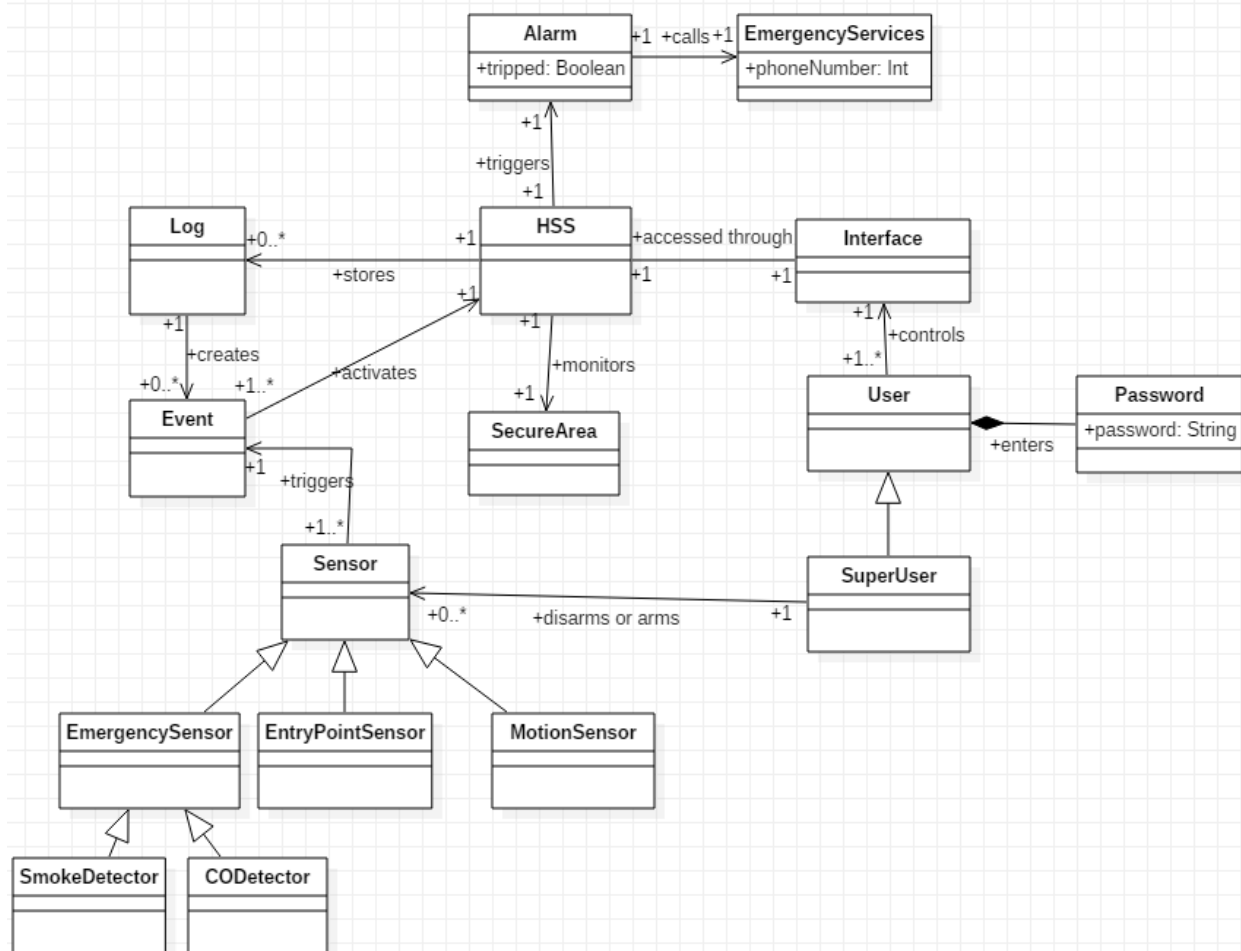 Alarm
+tripped: Boolean
+1
+calls
+1
EmergencyServices
+phoneNumber: Int
+1
+triggers
+1
Log
+0..*
+1
HSS
+accessed through
Interface
+stores
+1
+1
+1
+1
+1
+creates
+0..*
+1..*
+activates
+monitors
+1
+1
+controls
+1..*
Event
SecureArea
User
Password
+password: String
+enters
+1
+triggers
+1..*
Sensor
SuperUser
+0..*
+disarms or arms
+1
EmergencySensor
EntryPointSensor
MotionSensor
SmokeDetector
CODetector